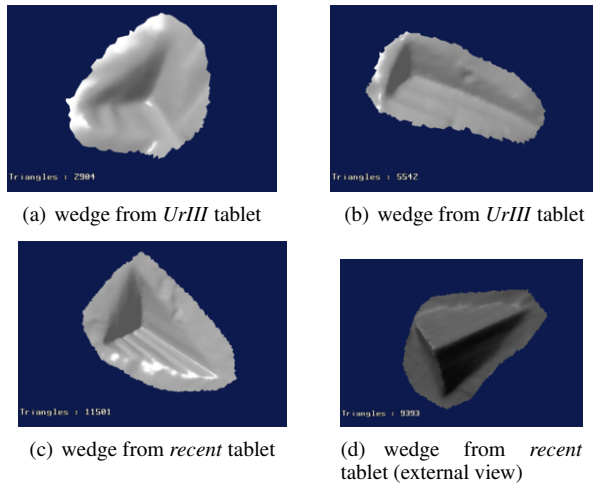 Triangles : 2904
Triangles : 5542
(a) wedge from UrIII tablet
(b) wedge from UrIII tablet
Triangles : 11501
Triangles : 9393
(c) wedge from recent tablet
(d) wedge from recent
tablet (external view)